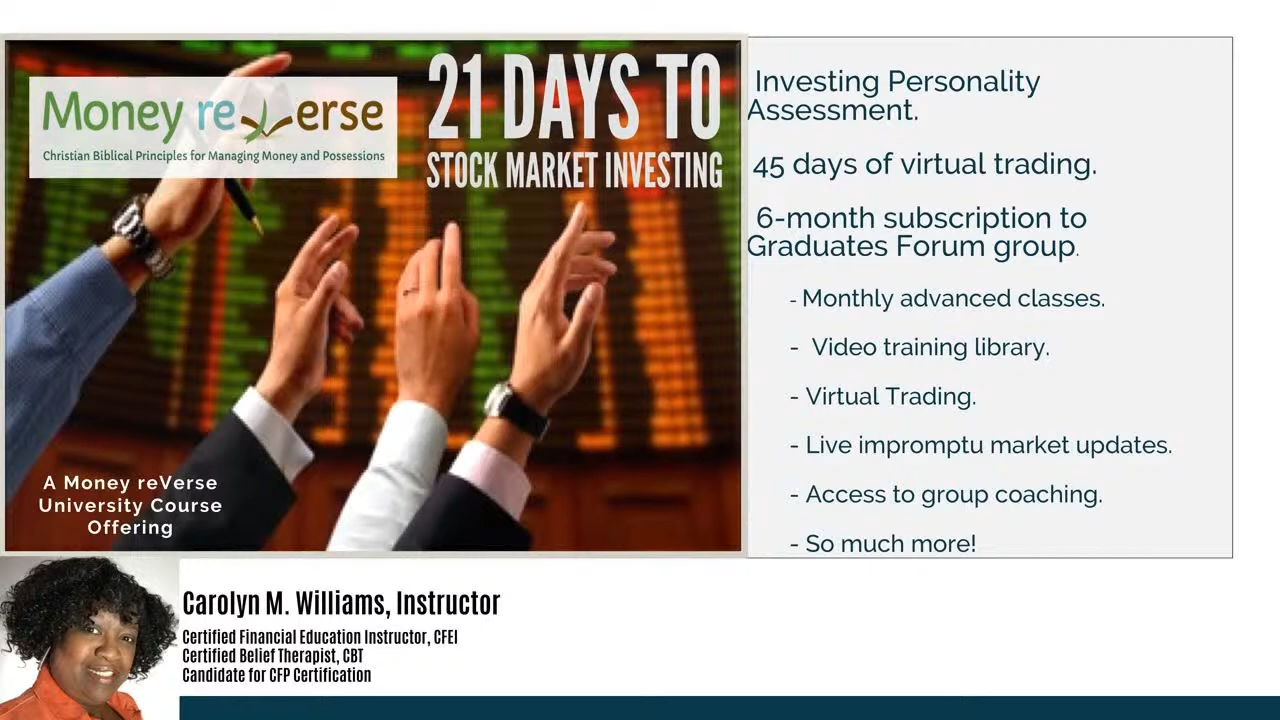 Money reVerse
Christian Biblical Principles for Managing Money and Possessions
21 DAYS TO
STOCK MARKET INVESTING
A Money reVerse
University Course
Offering
Investing Personality
Assessment.
45 days of virtual trading.
6-month subscription to
Graduates Forum group.
- Monthly advanced classes.
- Video training library.
- Virtual Trading.
- Live impromptu market updates.
- Access to group coaching.
- So much more!
Carolyn M. Williams, Instructor
Certified Financial Education Instructor, CFEI
Certified Belief Therapist, CBT
Candidate for CFP Certification